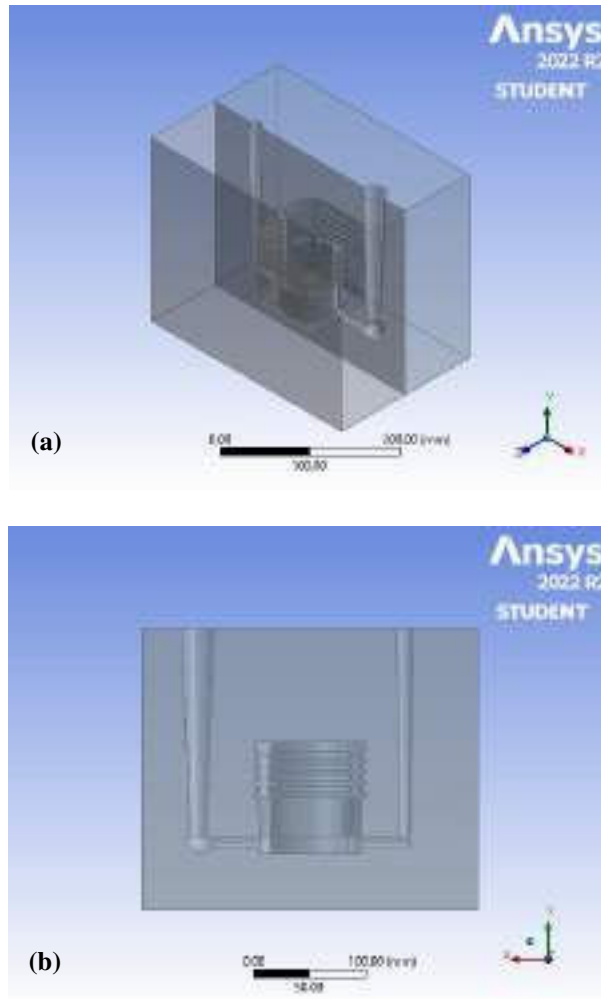 Ansys
2022 R2
STUDENT
(a)
0.00 200.00 (mm)
100.00
Y
X
Ansys
2022 R2
STUDENT
(b)
0.00 100.00 (mm)
50.00
Y
X